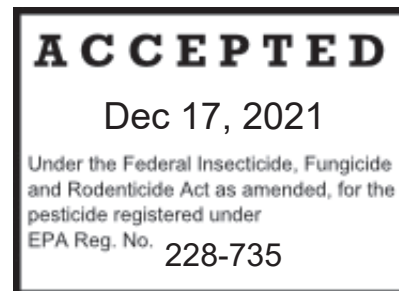 ACCEPTED
Dec 17, 2021
Under the Federal Insecticide, Fungicide
and Rodenticide Act as amended, for the
pesticide registered under
EPA Reg. No. 228-735